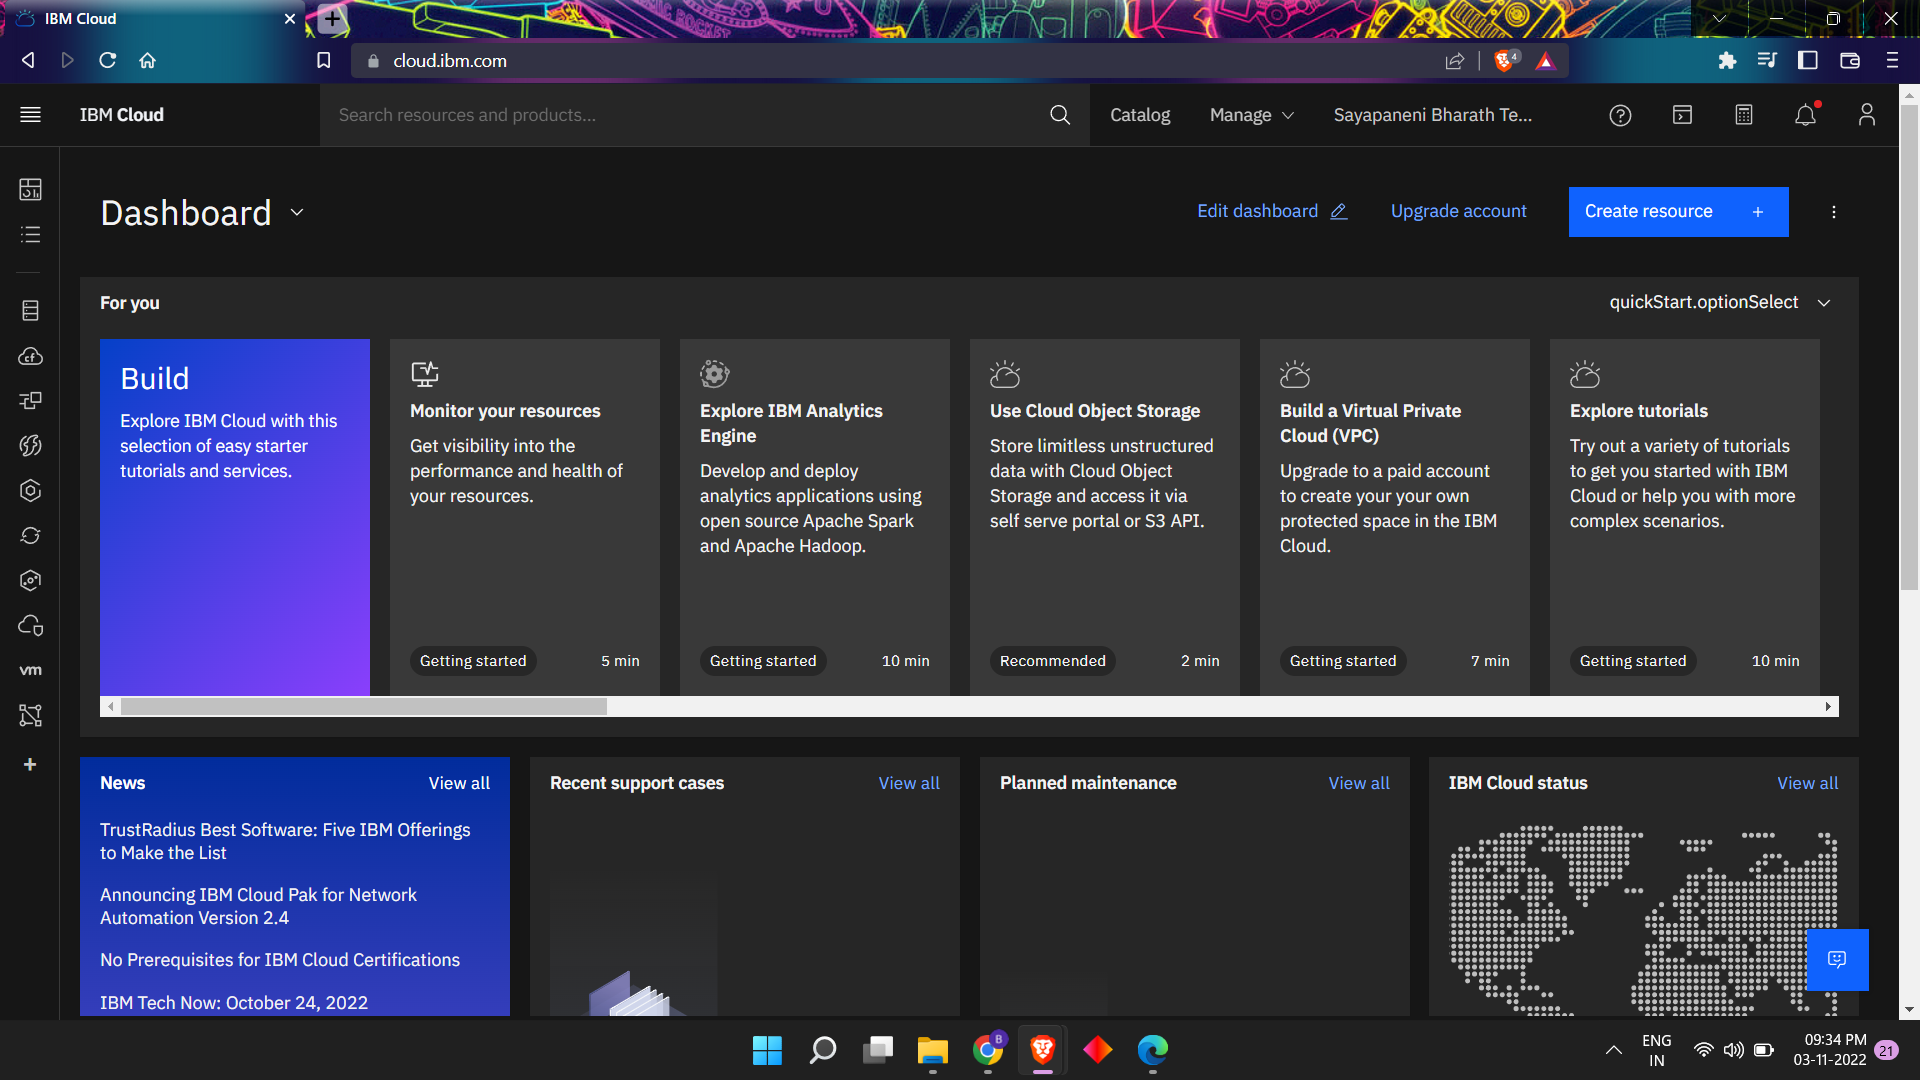 IBM Cloud
cloud.ibm.com
4
IBM Cloud
Search resources and products...
Catalog
Manage
Sayapaneni Bharath Te...
Dashboard
Edit dashboard
Upgrade account
Create resource +
For you
quickStart.optionSelect
Build
Explore IBM Cloud with this
selection of easy starter
tutorials and services.
Monitor your resources
Get visibility into the
performance and health of
your resources.
Getting started
5 min
Explore IBM Analytics
Engine
Develop and deploy
analytics applications using
open source Apache Spark
and Apache Hadoop.
Getting started
10 min
Use Cloud Object Storage
Store limitless unstructured
data with Cloud Object
Storage and access it via
self serve portal or S3 API.
Recommended
2 min
Build a Virtual Private
Cloud (VPC)
Upgrade to a paid account
to create your your own
protected space in the IBM
Cloud.
Getting started
7 min
Explore tutorials
Try out a variety of tutorials
to get you started with IBM
Cloud or help you with more
complex scenarios.
Getting started
10 min
cf
vm
News
View all
TrustRadius Best Software: Five IBM Offerings
to Make the List
Announcing IBM Cloud Pak for Network
Automation Version 2.4
No Prerequisites for IBM Cloud Certifications
IBM Tech Now: October 24, 2022
Recent support cases
View all
Planned maintenance
View all
IBM Cloud status
View all
B
ENG
IN
09:34 PM
03-11-2022
21